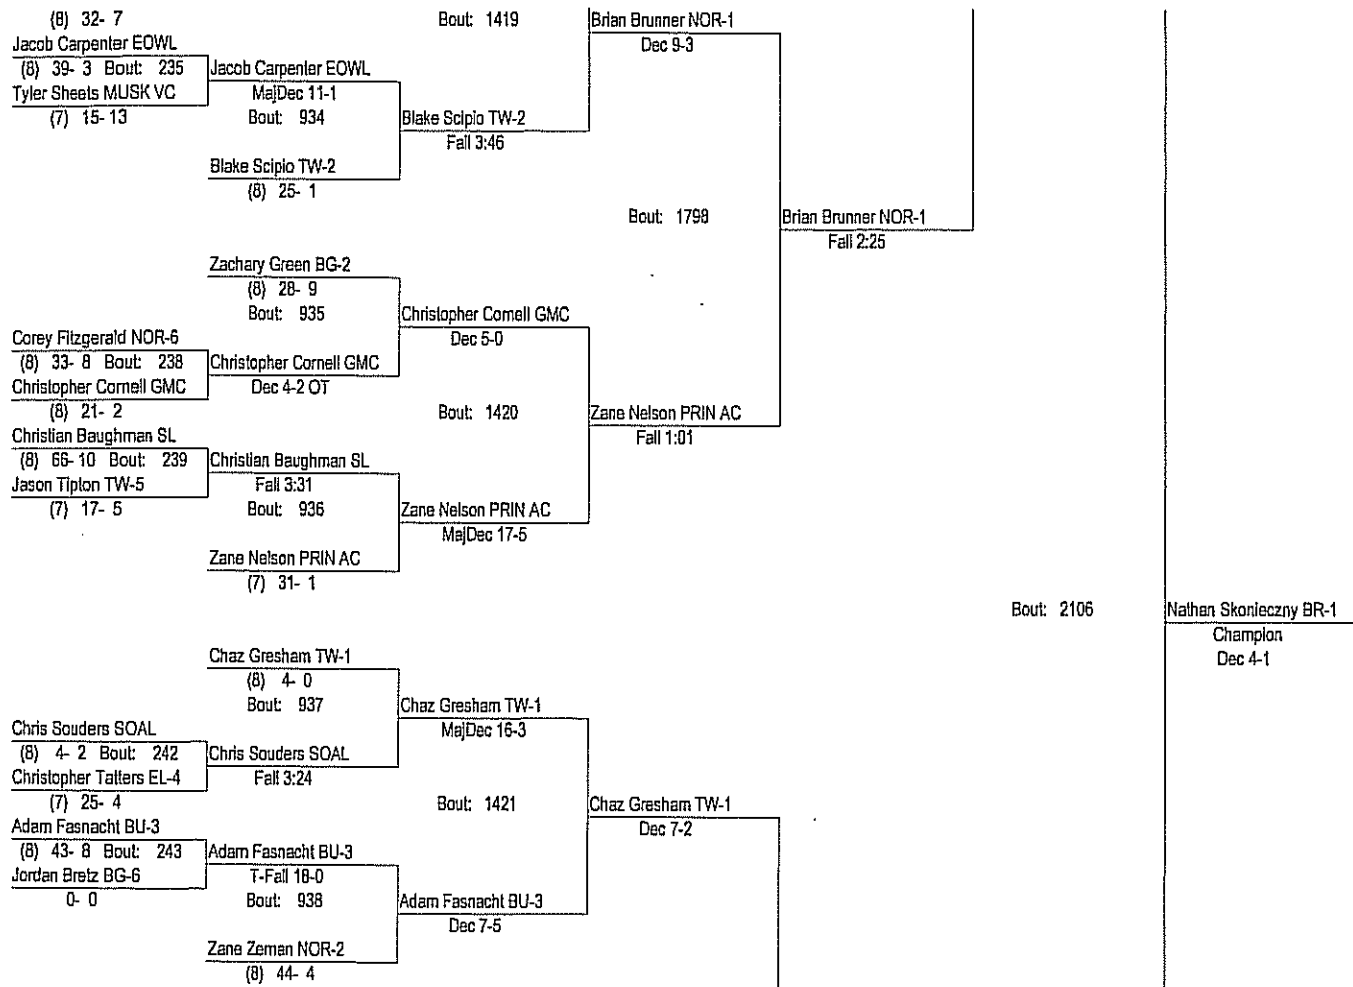 (8) 32- 7
Bout: 1419
Brian Brunner NOR-1
Dec 9-3
Jacob Carpenter EOWL
(8) 39- 3 Bout: 235
Jacob Carpenter EOWL
Tyler Sheets MUSK VC
MajDec 11-1
(7) 15- 13
Bout: 934
Blake Scipio TW-2
Fall 3:46
Blake Scipio TW-2
(8) 25- 1
Bout: 1798
Brian Brunner NOR-1
Fall 2:25
Zachary Green BG-2
(8) 28- 9
Bout: 935
Christopher Cornell GMC
Dec 5-0
Corey Fitzgerald NOR-6
(8) 33- 8 Bout: 238
Christopher Cornell GMC
Christopher Cornell GMC
Dec 4-2 OT
(8) 21- 2
Bout: 1420
Zane Nelson PRIN AC
Fall 1:01
Christian Baughman SL
(8) 66- 10 Bout: 239
Christian Baughman SL
Jason Tipton TW-5
Fall 3:31
(7) 17- 5
Bout: 936
Zane Nelson PRIN AC
MajDec 17-5
Zane Nelson PRIN AC
(7) 31- 1
Bout: 2106
Nathan Skonieczny BR-1
Champion
Dec 4-1
Chaz Gresham TW-1
(8) 4- 0
Bout: 937
Chaz Gresham TW-1
MajDec 16-3
Chris Souders SOAL
(8) 4- 2 Bout: 242
Chris Souders SOAL
Christopher Tatters EL-4
Fall 3:24
(7) 25- 4
Bout: 1421
Chaz Gresham TW-1
Dec 7-2
Adam Fasnacht BU-3
(8) 43- 8 Bout: 243
Adam Fasnacht BU-3
Jordan Bretz BG-6
T-Fall 18-0
0- 0
Bout: 938
Adam Fasnacht BU-3
Dec 7-5
Zane Zeman NOR-2
(8) 44- 4